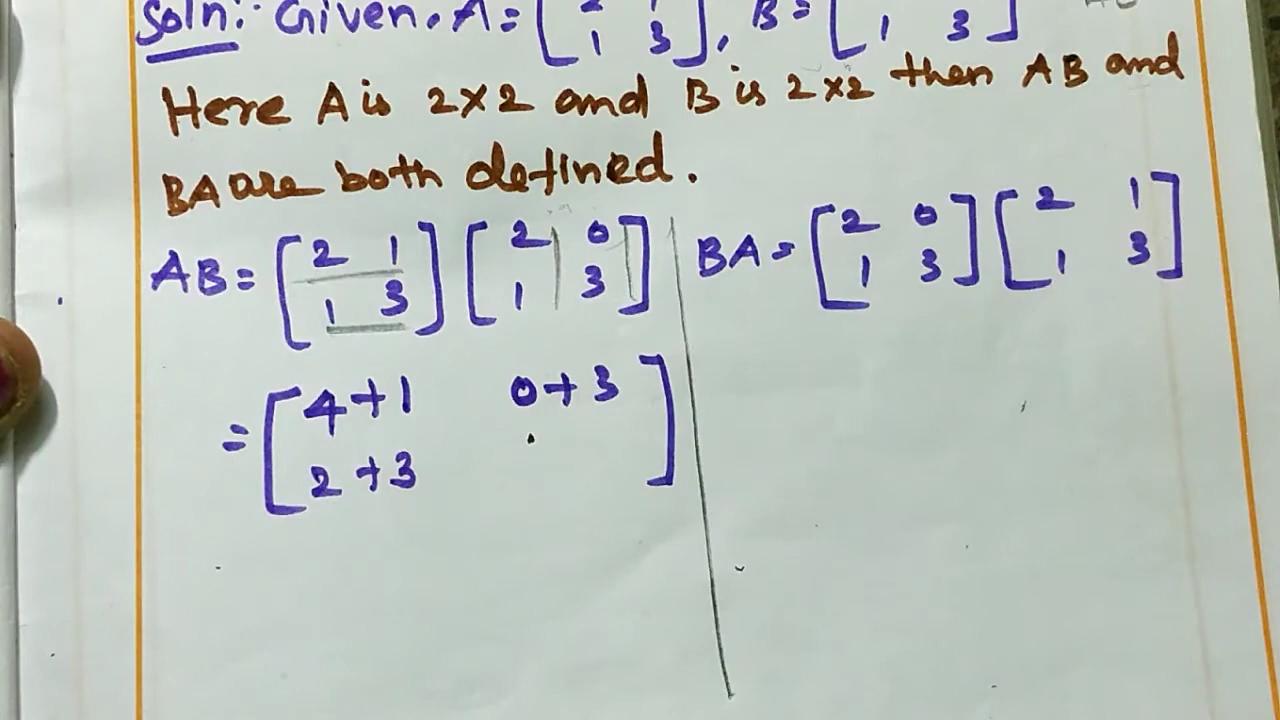 Soln:- Given, A = [2 1
1 3], B = [
1 3]
Here A is 2×2 and B is 2×2 then AB and
BA are both defined.
AB = [2 1
1 3] [2 0
1 3]
BA = [2 0
1 3] [2 1
1 3]
= [4+1 0+3
2+3 ]